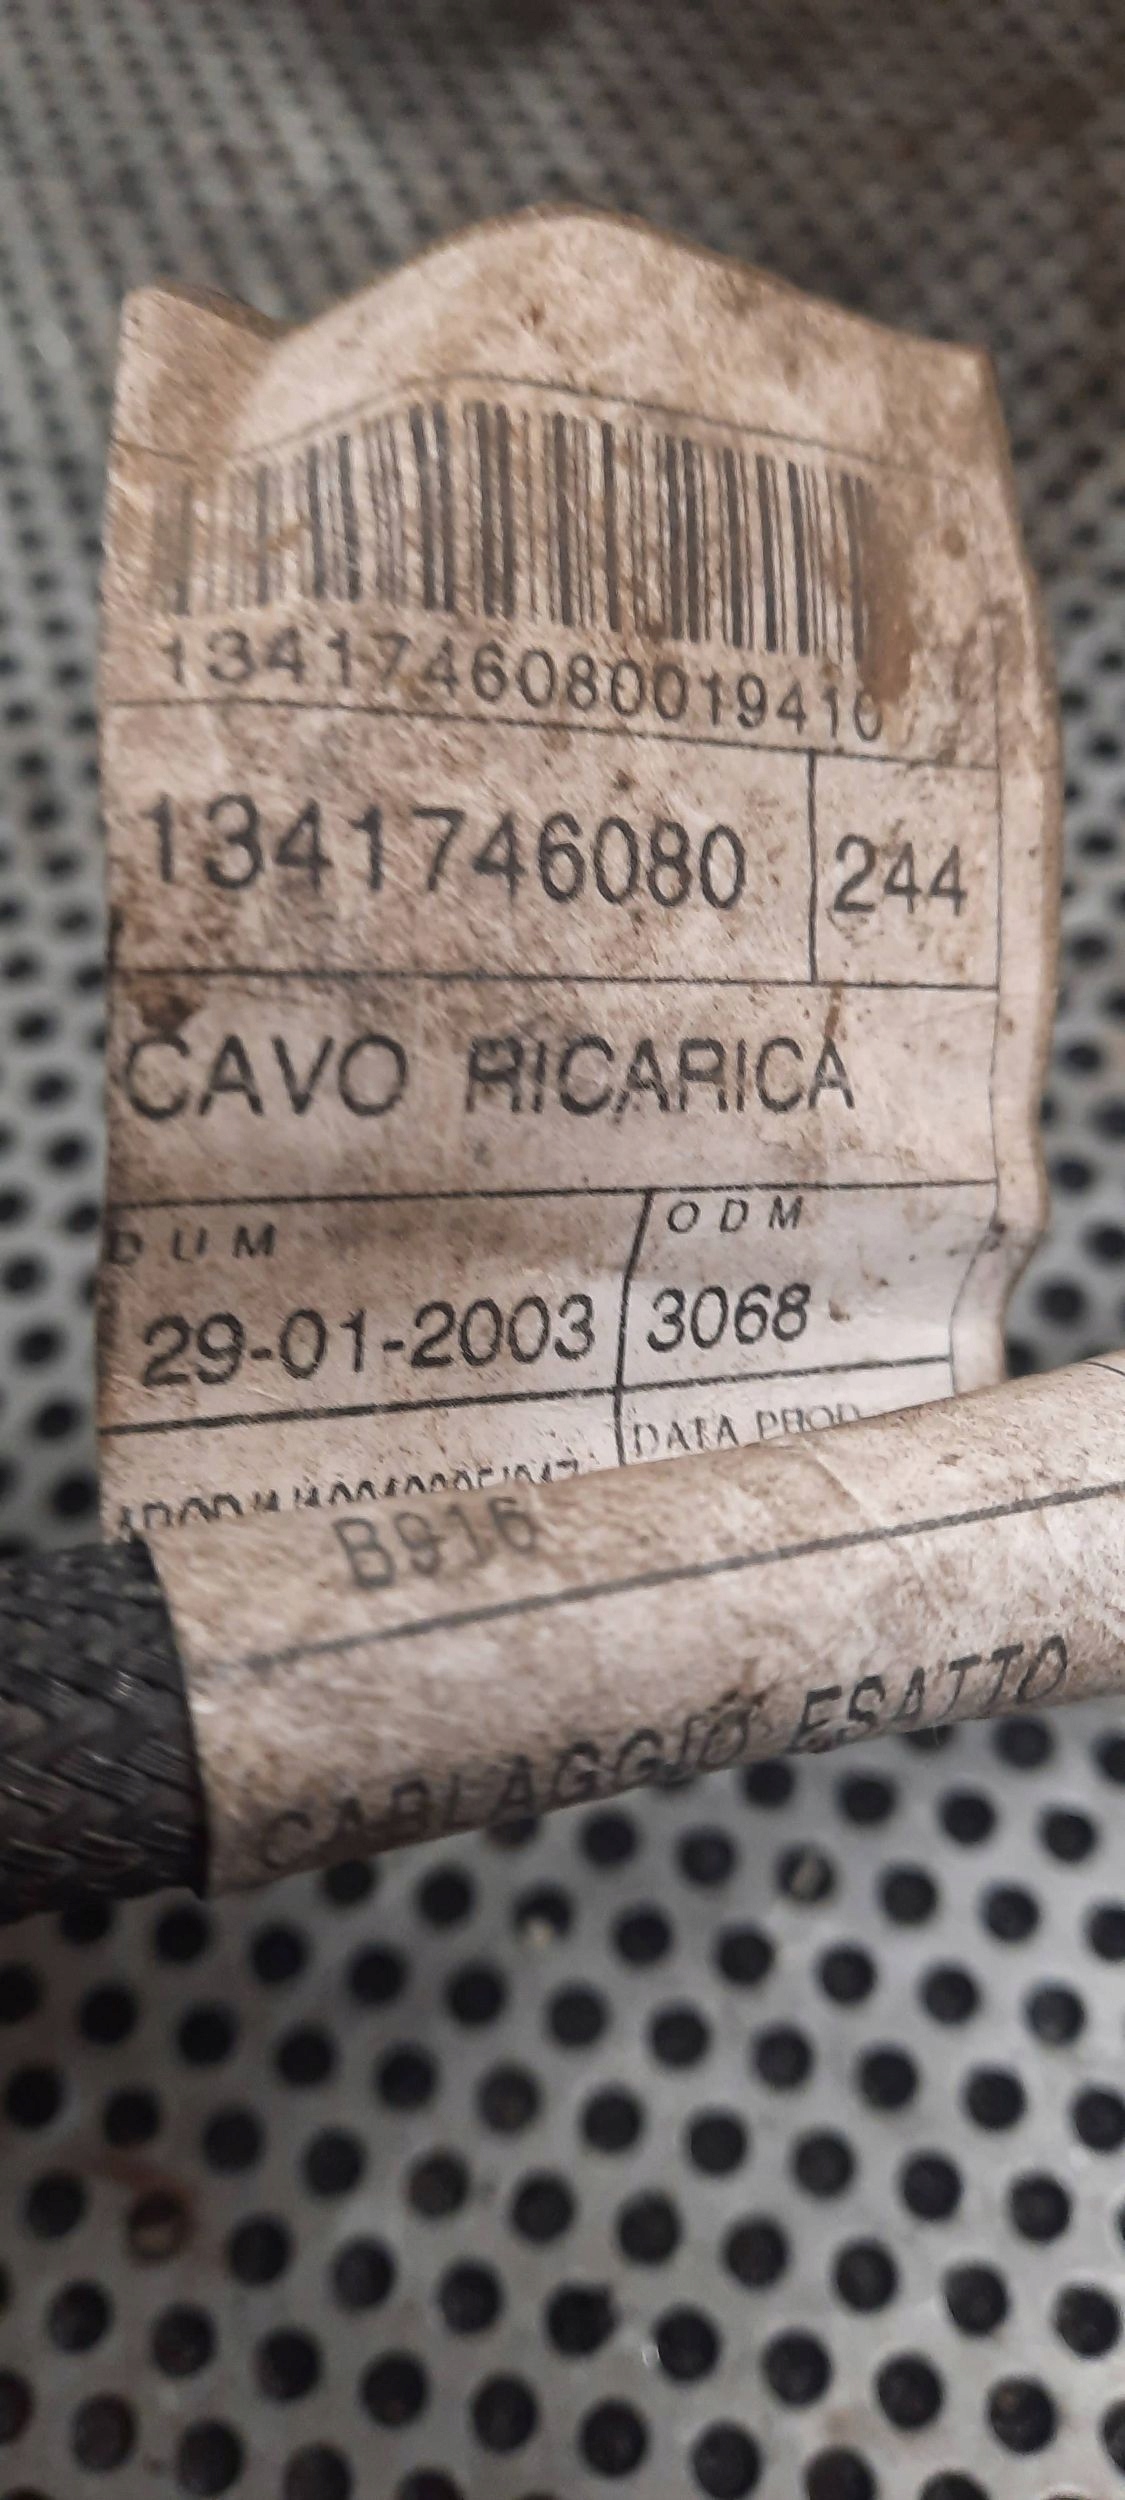 1341746080019410
1341746080
244
CAVO RICARICA
DUM
ODM
29-01-2003
3068
DATA PROD
B916
CABLAGGIO ESATTO